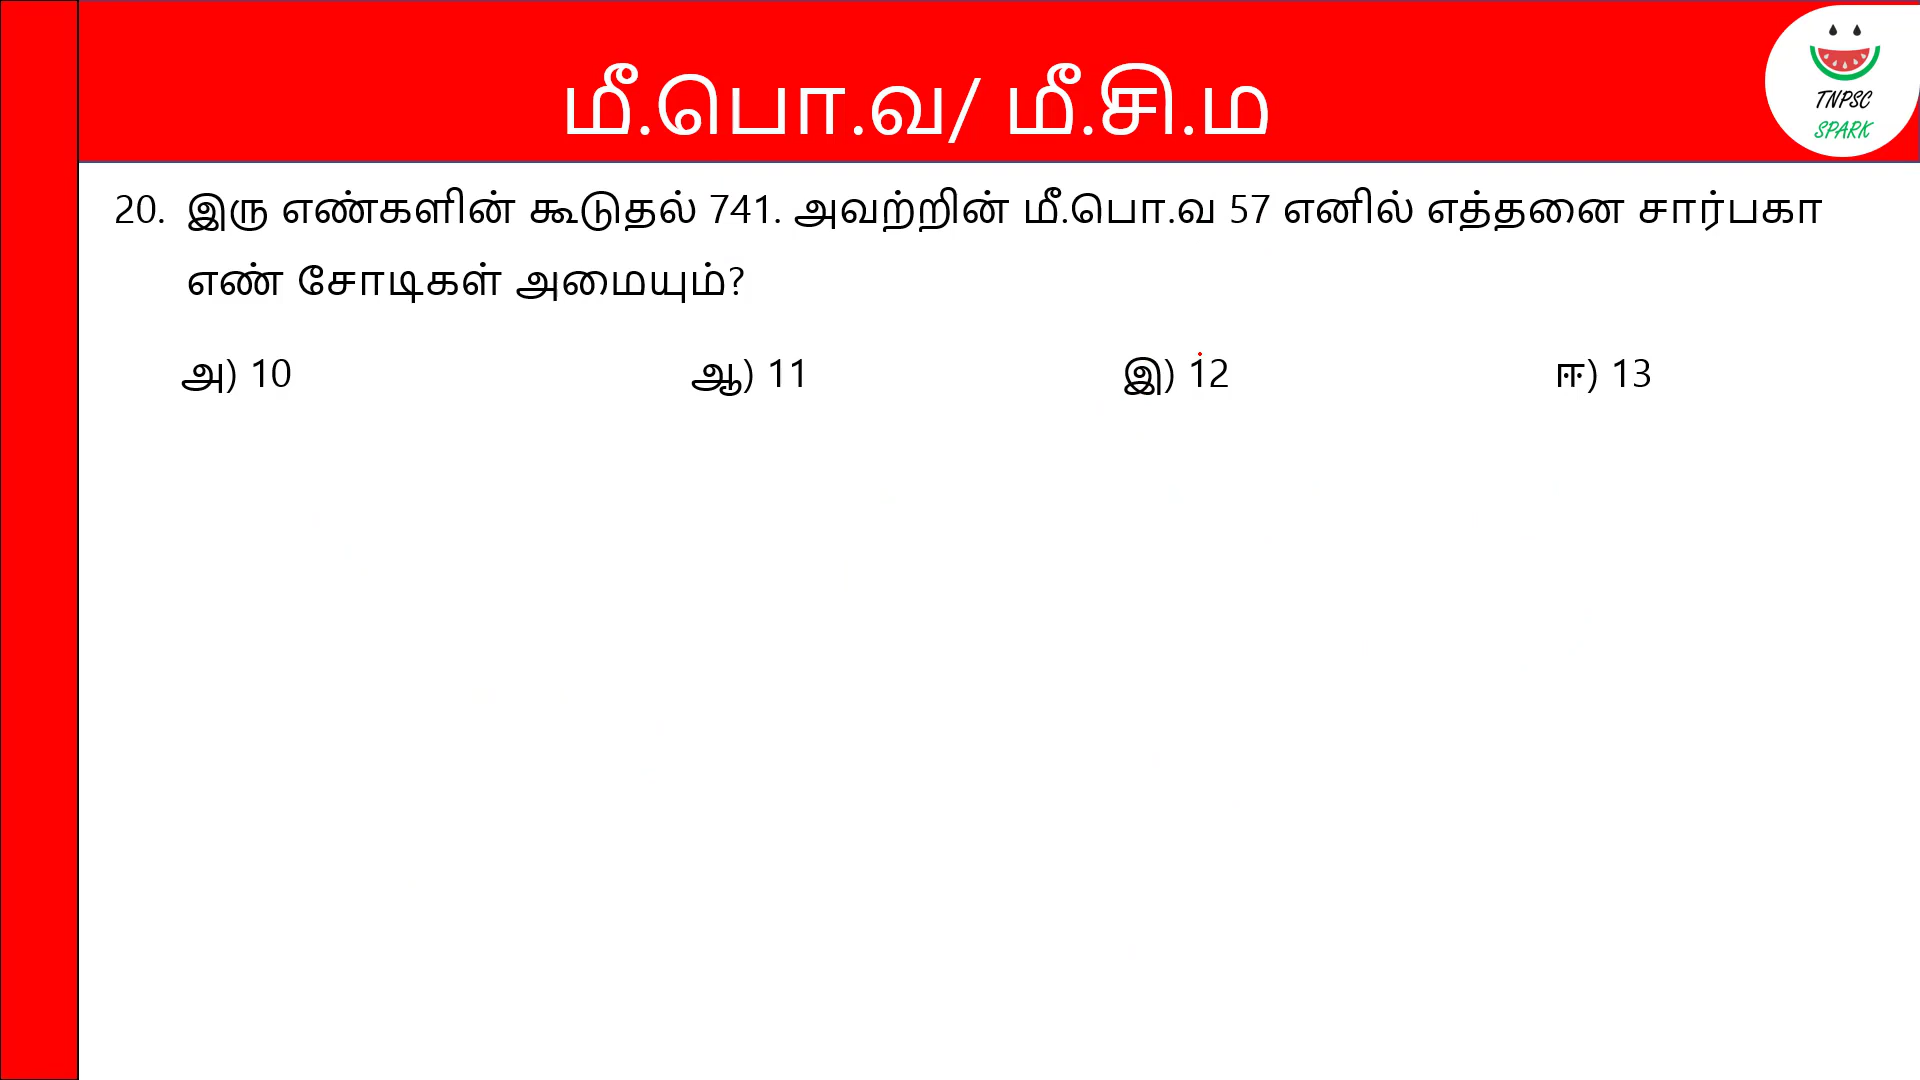 மீ.பொ.வ/ மீ.சி.ம
TNPSC
SPARK
20. இரு எண்களின் கூடுதல் 741. அவற்றின் மீ.பொ.வ 57 எனில் எத்தனை சார்பகா
எண் சோடிகள் அமையும்?
அ) 10 ஆ) 11 இ) 12 ஈ) 13